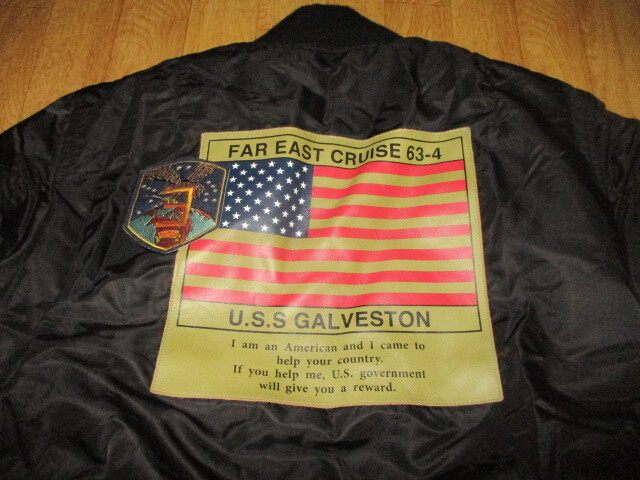 FAR EAST CRUISE 63-4
U.S.S GALVESTON
I am an American and I came to
help your country.
If you help me, U.S. government
will give you a reward.